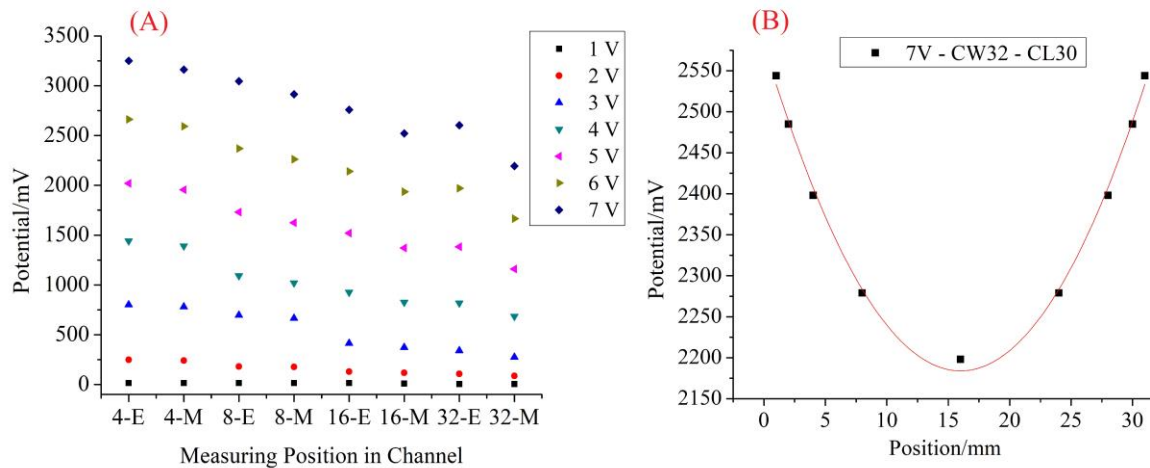 (A)
3500
3000
2500
2000
1500
1000
500
0
Potential/mV
4-E 4-M 8-E 8-M 16-E 16-M 32-E 32-M
Measuring Position in Channel
1 V
2 V
3 V
4 V
5 V
6 V
7 V
(B)
7V - CW32 - CL30
2550
2500
2450
2400
2350
2300
2250
2200
2150
Potential/mV
0 5 10 15 20 25 30
Position/mm